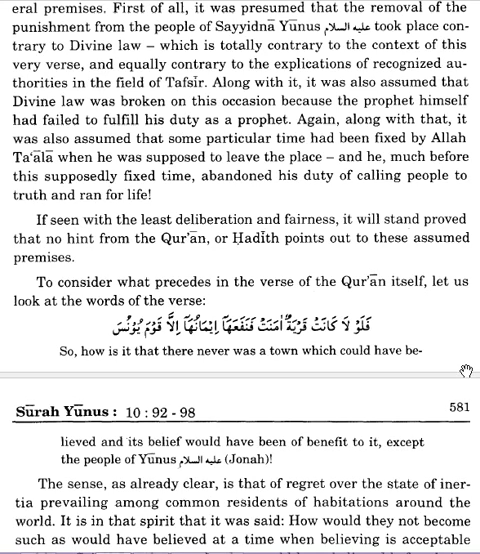 eral premises. First of all, it was presumed that the removal of the
punishment from the people of Sayyidnā Yūnus علیہ السلام took place con-
trary to Divine law – which is totally contrary to the context of this
very verse, and equally contrary to the explications of recognized au-
thorities in the field of Tafsīr. Along with it, it was also assumed that
Divine law was broken on this occasion because the prophet himself
had failed to fulfill his duty as a prophet. Again, along with that, it
was also assumed that some particular time had been fixed by Allah
Ta‘ālā when he was supposed to leave the place – and he, much before
this supposedly fixed time, abandoned his duty of calling people to
truth and ran for life!
If seen with the least deliberation and fairness, it will stand proved
that no hint from the Qur’ān, or Ḥadīth points out to these assumed
premises.
To consider what precedes in the verse of the Qur’ān itself, let us
look at the words of the verse:
فَلَوْ لَا كَانَتْ قَرْيَةٌ اٰمَنَتْ فَنَفَعَهَآ اِيْمَانُهَآ اِلَّا قَوْمَ يُوْنُسَ
So, how is it that there never was a town which could have be-
Sūrah Yūnus : 10 : 92 - 98 581
lieved and its belief would have been of benefit to it, except
the people of Yūnus علیہ السلام (Jonah)!
The sense, as already clear, is that of regret over the state of iner-
tia prevailing among common residents of habitations around the
world. It is in that spirit that it was said: How would they not become
such as would have believed at a time when believing is acceptable